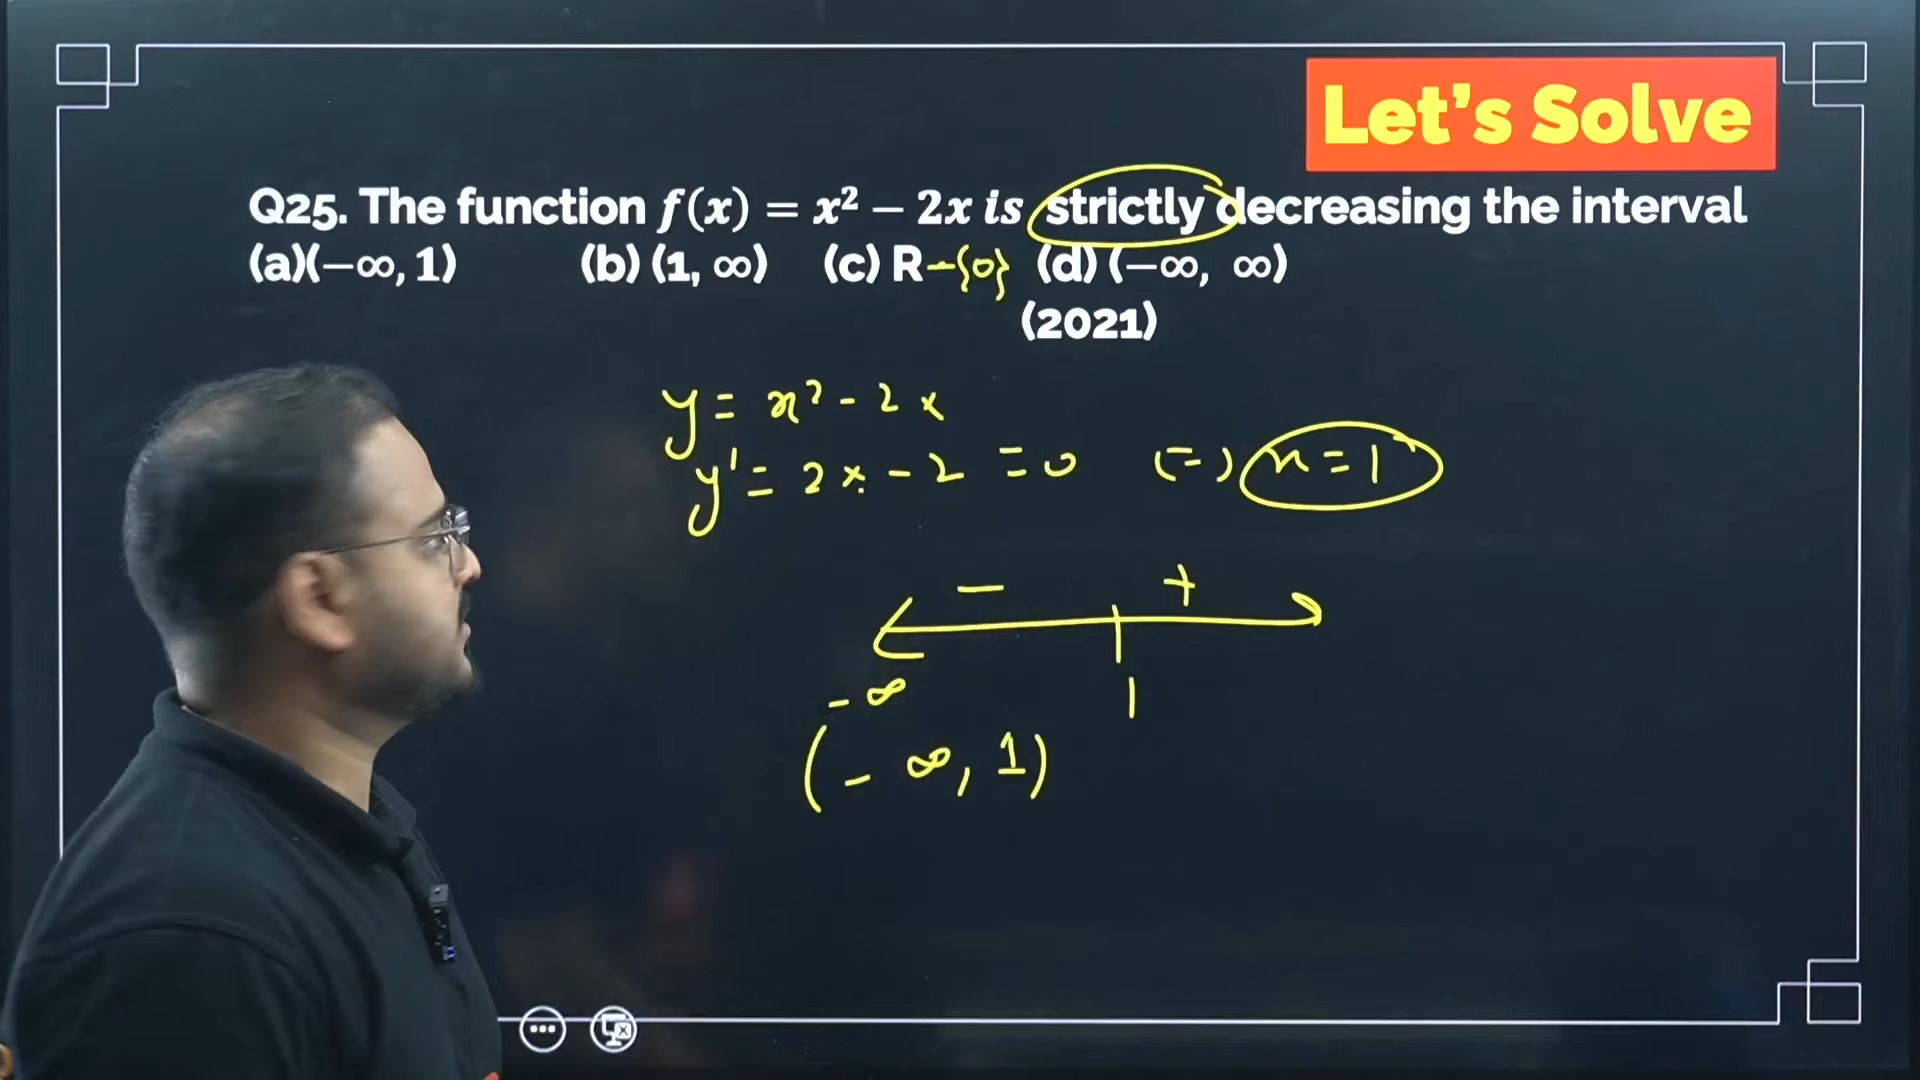 Let's Solve
Q25. The function f(x) = x² − 2x is strictly decreasing the interval
(a)(−∞, 1) (b) (1, ∞) (c) R−{0} (d) (−∞, ∞)
(2021)
y = x² - 2x
y' = 2x - 2 = 0 (=) x = 1
− +
-∞ 1
(-∞, 1)